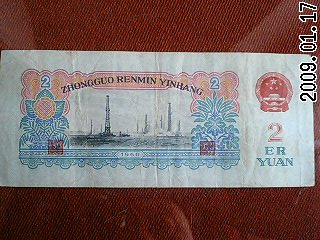 2
ZHONGGUO RENMIN YINHANG
2
2
ER
YUAN
1960
2009.01.17